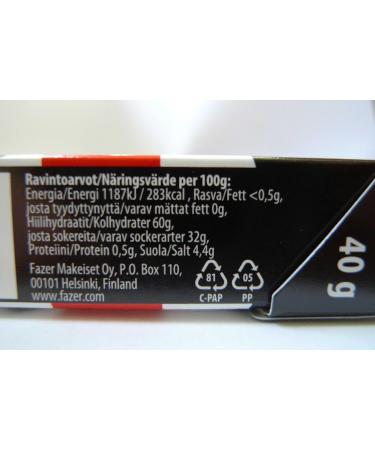 Ravintoarvot/Näringsvärde per 100g:
Energia/Energi 1187kJ / 283kcal , Rasva/Fett <0,5g,
josta tyydyttynyttä/varav mättat fett 0g,
Hiilihydraatit/Kolhydrater 60g,
josta sokereita/varav sockerarter 32g,
Proteiini/Protein 0,5g, Suola/Salt 4,4g
Fazer Makeiset Oy, P.O. Box 110,
00101 Helsinki, Finland
www.fazer.com
81
C-PAP
05
PP
40 g